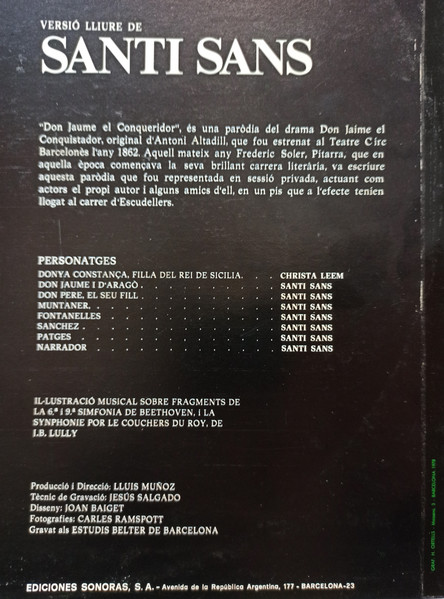 VERSIÓ LLIURE DE
SANTI SANS
"Don Jaume el Conqueridor", és una paròdia del drama Don Jaime el
Conquistador, original d'Antoni Altadill, que fou estrenat al Teatre Circ
Barcelonès l'any 1862. Aquell mateix any Frederic Soler, Pitarra, que en
aquella època començava la seva brillant carrera literària, va escriure
aquesta paròdia que fou representada en sessió privada, actuant com
actors el propi autor i alguns amics d'ell, en un pis que a l'efecte tenien
llogat al carrer d'Escudellers.
PERSONATGES
DONYA CONSTANÇA, FILLA DEL REI DE SICILIA. . . . CHRISTA LEEM
DON JAUME I D'ARAGÓ . . . . . . . . . . . . SANTI SANS
DON PERE, EL SEU FILL . . . . . . . . . . . . SANTI SANS
MUNTANER. . . . . . . . . . . . . . . . SANTI SANS
FONTANELLES . . . . . . . . . . . . . . . SANTI SANS
SANCHEZ . . . . . . . . . . . . . . . . SANTI SANS
PATGES . . . . . . . . . . . . . . . . SANTI SANS
NARRADOR . . . . . . . . . . . . . . . . SANTI SANS
IL-LUSTRACIÓ MUSICAL SOBRE FRAGMENTS DE
LA 6.ª i 9.ª SIMFONIA DE BEETHOVEN, i LA
SYNPHONIE POR LE COUCHERS DU ROY, DE
J.B. LULLY
Producció i Direcció: LLUIS MUÑOZ
Tècnic de Gravació: JESÚS SALGADO
Disseny: JOAN BAIGET
Fotografies: CARLES RAMSPOTT
Gravat als ESTUDIS BELTER DE BARCELONA
EDICIONES SONORAS, S.A. - Avenida de la República Argentina, 177 - BARCELONA-23